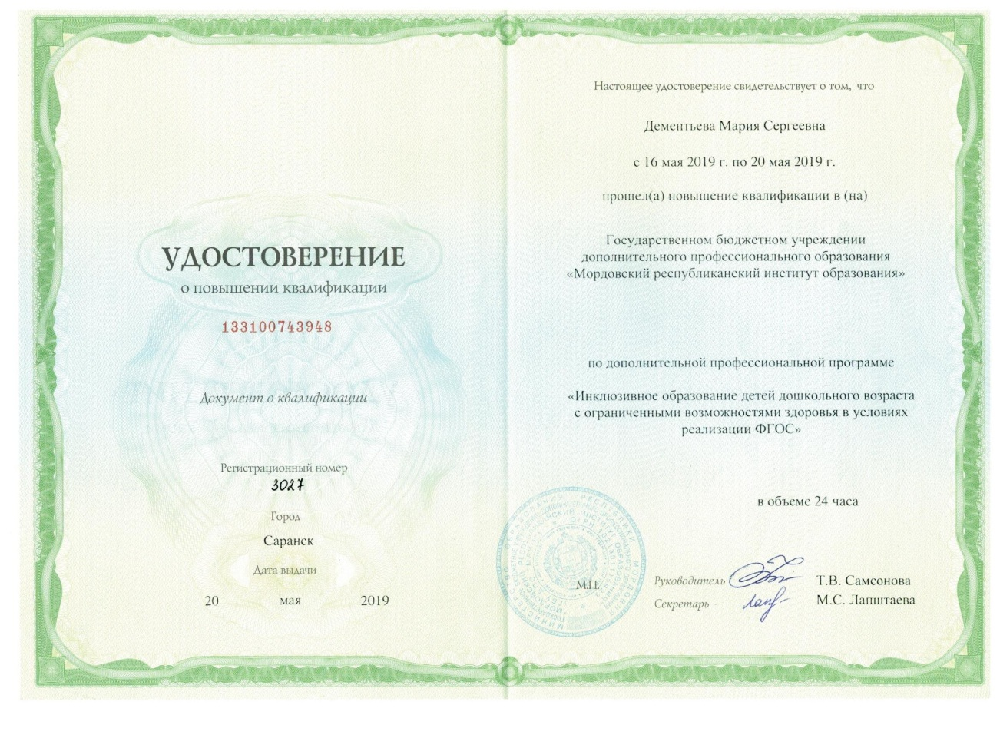 УДОСТОВЕРЕНИЕ
о повышении квалификации
133100743948
Документ о квалификации
Регистрационный номер
3027
Город
Саранск
Дата выдачи
20 мая 2019
Настоящее удостоверение свидетельствует о том, что
Дементьева Мария Сергеевна
с 16 мая 2019 г. по 20 мая 2019 г.
прошел(а) повышение квалификации в (на)
Государственном бюджетном учреждении
дополнительного профессионального образования
«Мордовский республиканский институт образования»
по дополнительной профессиональной программе
«Инклюзивное образование детей дошкольного возраста
с ограниченными возможностями здоровья в условиях
реализации ФГОС»
в объеме 24 часа
М.П.
Руководитель Т.В. Самсонова
Секретарь М.С. Лапштаева